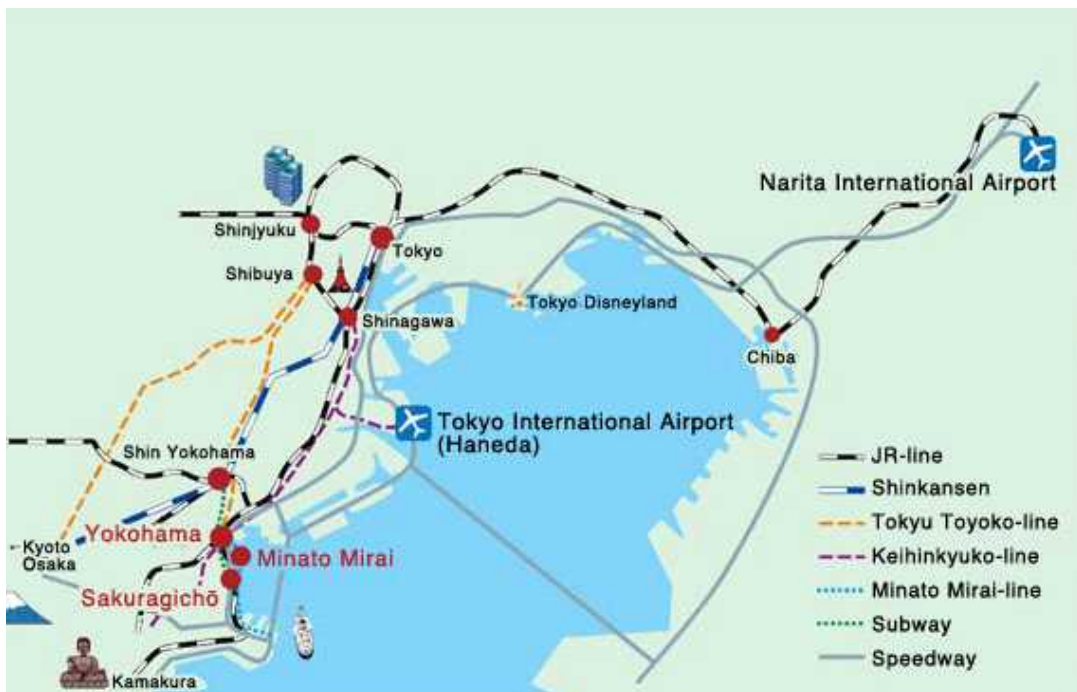 Narita International Airport
Shinjyuku
Tokyo
Shibuya
Tokyo Disneyland
Shinagawa
Chiba
Tokyo International Airport
(Haneda)
Shin Yokohama
Yokohama
←Kyoto
Osaka
Minato Mirai
Sakuragichō
Kamakura
JR-line
Shinkansen
Tokyu Toyoko-line
Keihinkyuko-line
Minato Mirai-line
Subway
Speedway